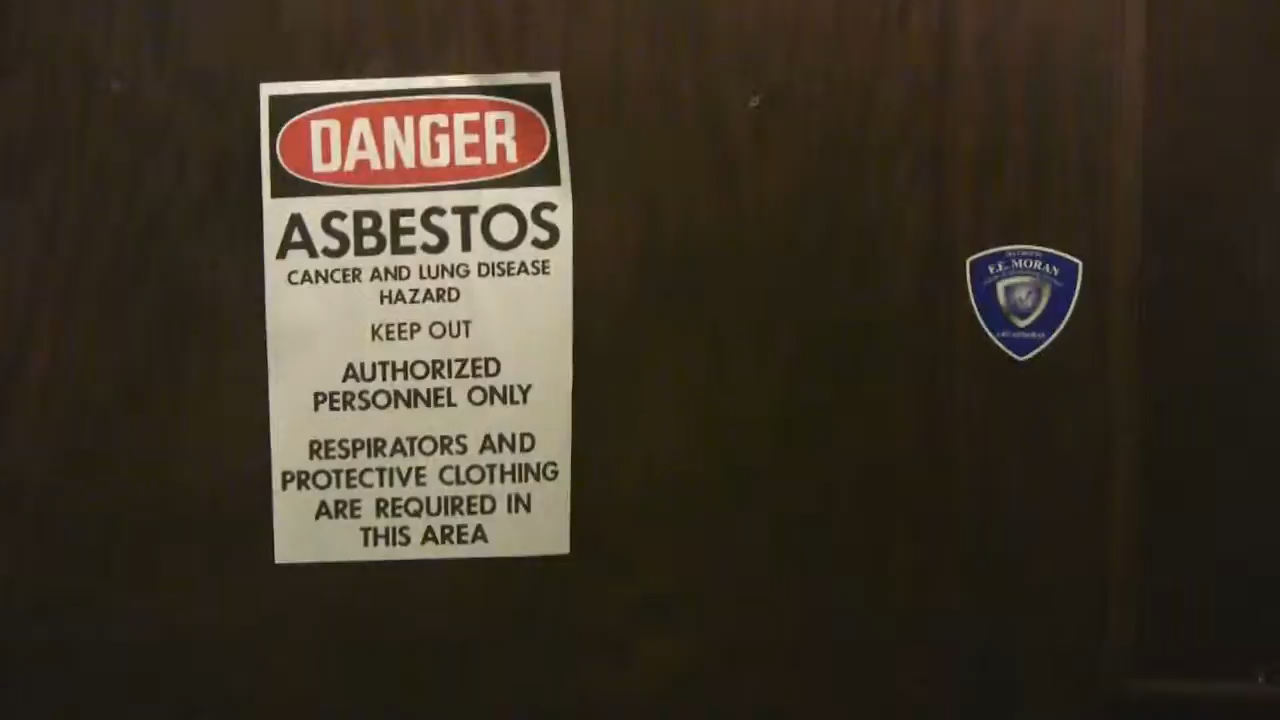 DANGER
ASBESTOS
CANCER AND LUNG DISEASE
HAZARD
KEEP OUT
AUTHORIZED
PERSONNEL ONLY
RESPIRATORS AND
PROTECTIVE CLOTHING
ARE REQUIRED IN
THIS AREA
F.E. MORAN